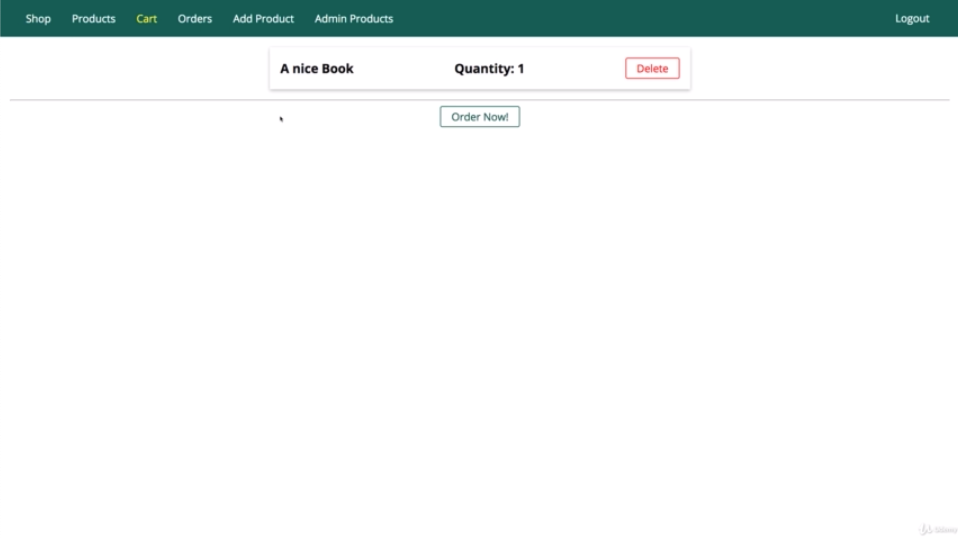 Shop Products Cart Orders Add Product Admin Products Logout
A nice Book Quantity: 1 Delete
Order Now!
Udemy